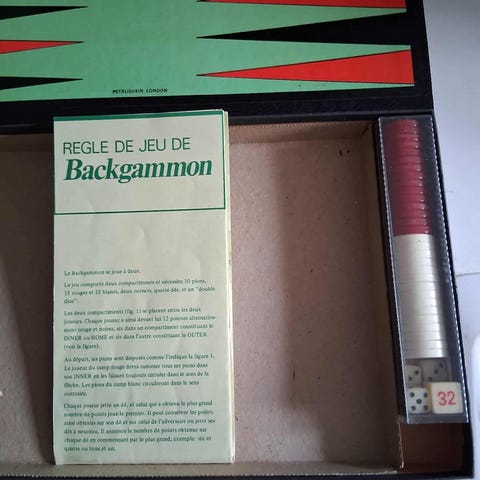 PETRUSHKIN LONDON
REGLE DE JEU DE
Backgammon
Le Backgammon se joue à deux.
Le jeu comporte deux compartiments et nécessite 30 pions,
15 rouges et 15 blancs, deux cornets, quatre dés, et un "double
dice".
Les deux compartiments (fig. 1) se placent entre les deux
joueurs. Chaque joueur a ainsi devant lui 12 pointes alternative-
ment rouge et noires, six dans un compartiment constituant le
INNER ou HOME et six dans l'autre constituant le OUTER
(voir la figure).
Au départ, les pions sont disposés comme l'indique la figure 1.
Le joueur du camp rouge devra ramener tous ses pions dans
son INNER en les faisant toujours circuler dans le sens de la
flèche. Les pions du camp blanc circuleront dans le sens
contraire.
Chaque joueur jette un dé, et celui qui a obtenu le plus grand
nombre de points joue le premier. Il peut conserver les points
ainsi obtenus sur son dé et sur celui de l'adversaire ou jeter ses
dés à nouveau. Il annonce le nombre de points obtenus sur
chaque dé en commençant par le plus grand, exemple: six et
quatre ou trois et un.
32